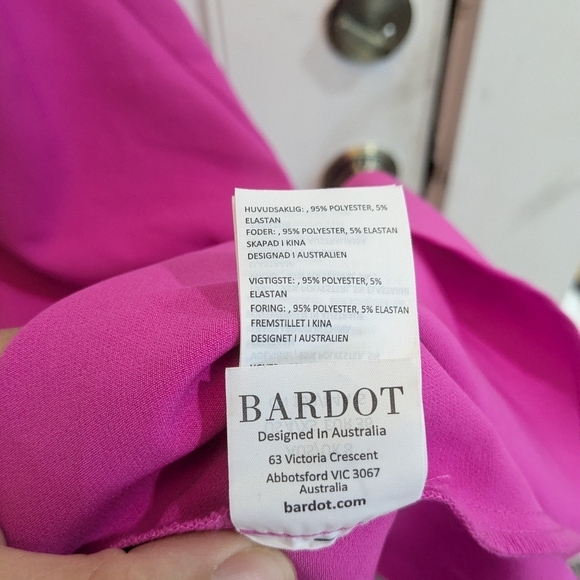 HUVUDSAKLIG: , 95% POLYESTER, 5%
ELASTAN
FODER: , 95% POLYESTER, 5% ELASTAN
SKAPAD I KINA
DESIGNAD I AUSTRALIEN
VIGTIGSTE: , 95% POLYESTER, 5%
ELASTAN
FORING: , 95% POLYESTER, 5% ELASTAN
FREMSTILLET I KINA
DESIGNET I AUSTRALIEN
BARDOT
Designed In Australia
63 Victoria Crescent
Abbotsford VIC 3067
Australia
bardot.com